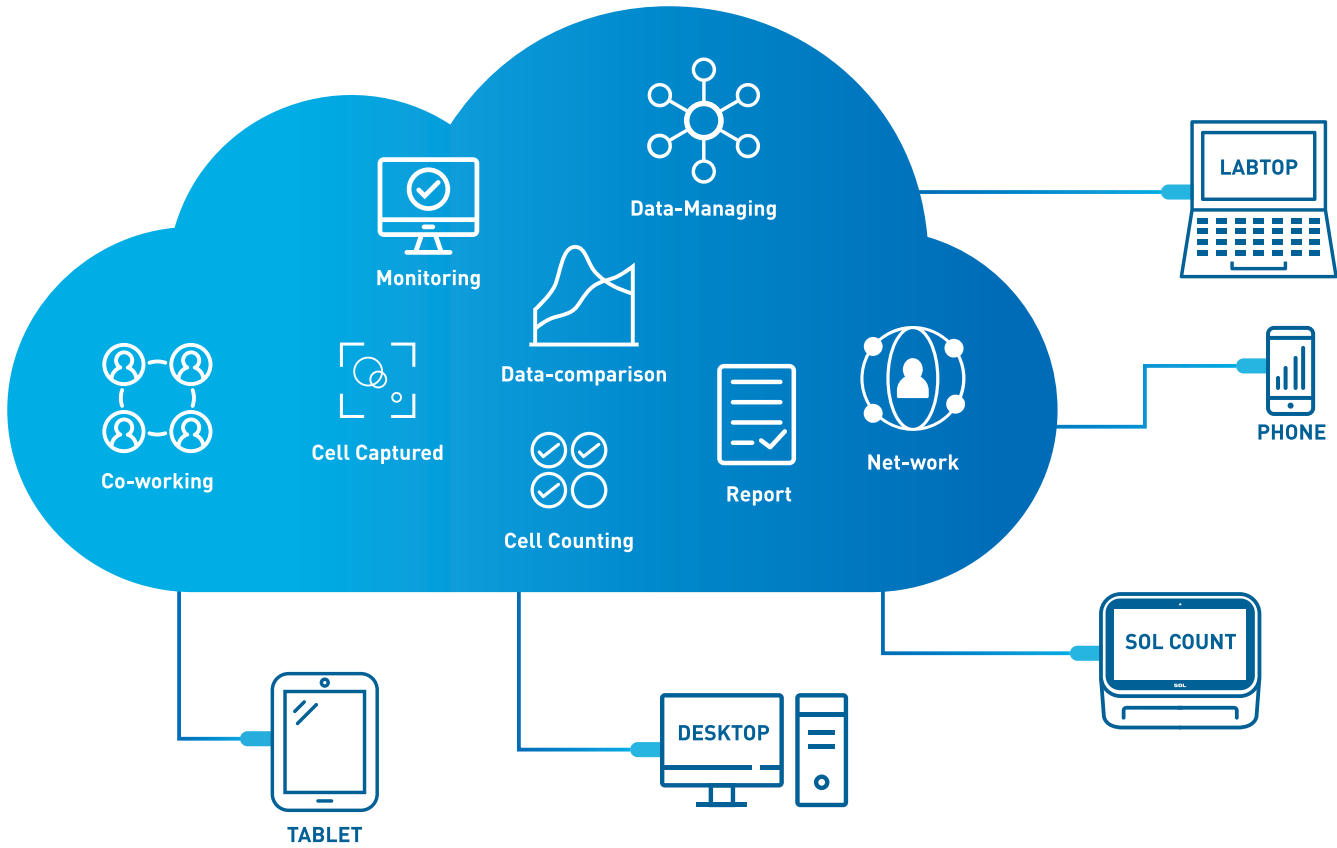 Data-Managing
LABTOP
Monitoring
Data-comparison
Cell Captured
Co-working
Cell Counting
Report
Net-work
PHONE
SOL COUNT
SOL
DESKTOP
TABLET